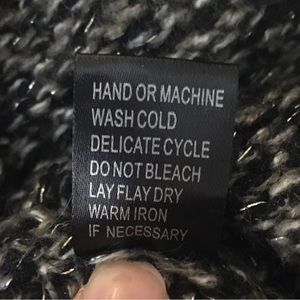 HAND OR MACHINE
WASH COLD
DELICATE CYCLE
DO NOT BLEACH
LAY FLAY DRY
WARM IRON
IF NECESSARY